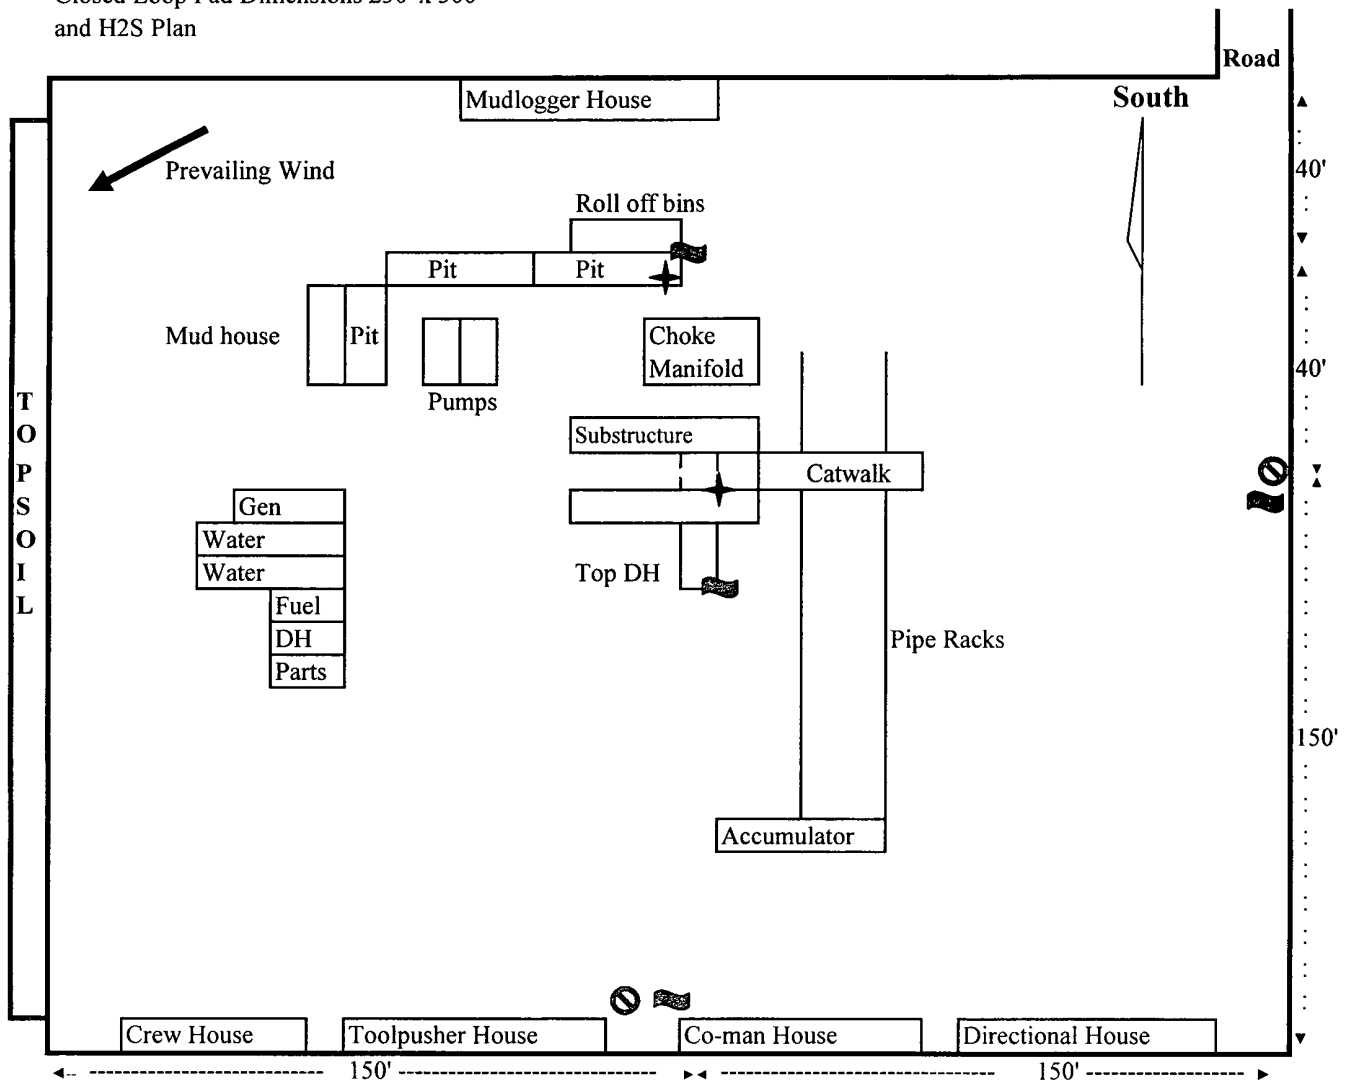 and H2S Plan
Road
Mudlogger House
South
Prevailing Wind
40'
Roll off bins
Pit
Pit
Mud house
Pit
Choke
Manifold
40'
Pumps
TOPSOIL
Substructure
Catwalk
Gen
Water
Water
Top DH
Fuel
DH
Parts
Pipe Racks
150'
Accumulator
Crew House
Toolpusher House
Co-man House
Directional House
150'
150'